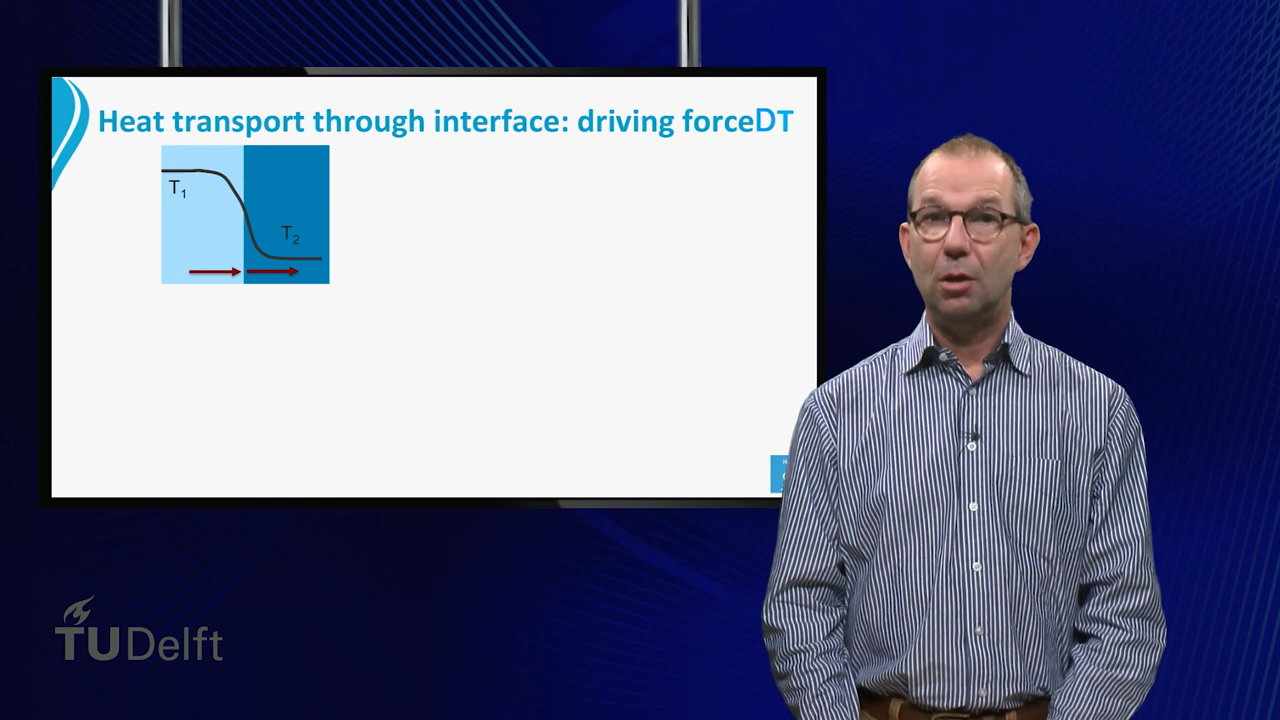 Heat transport through interface: driving forceDT
T1
T2
TUDelft